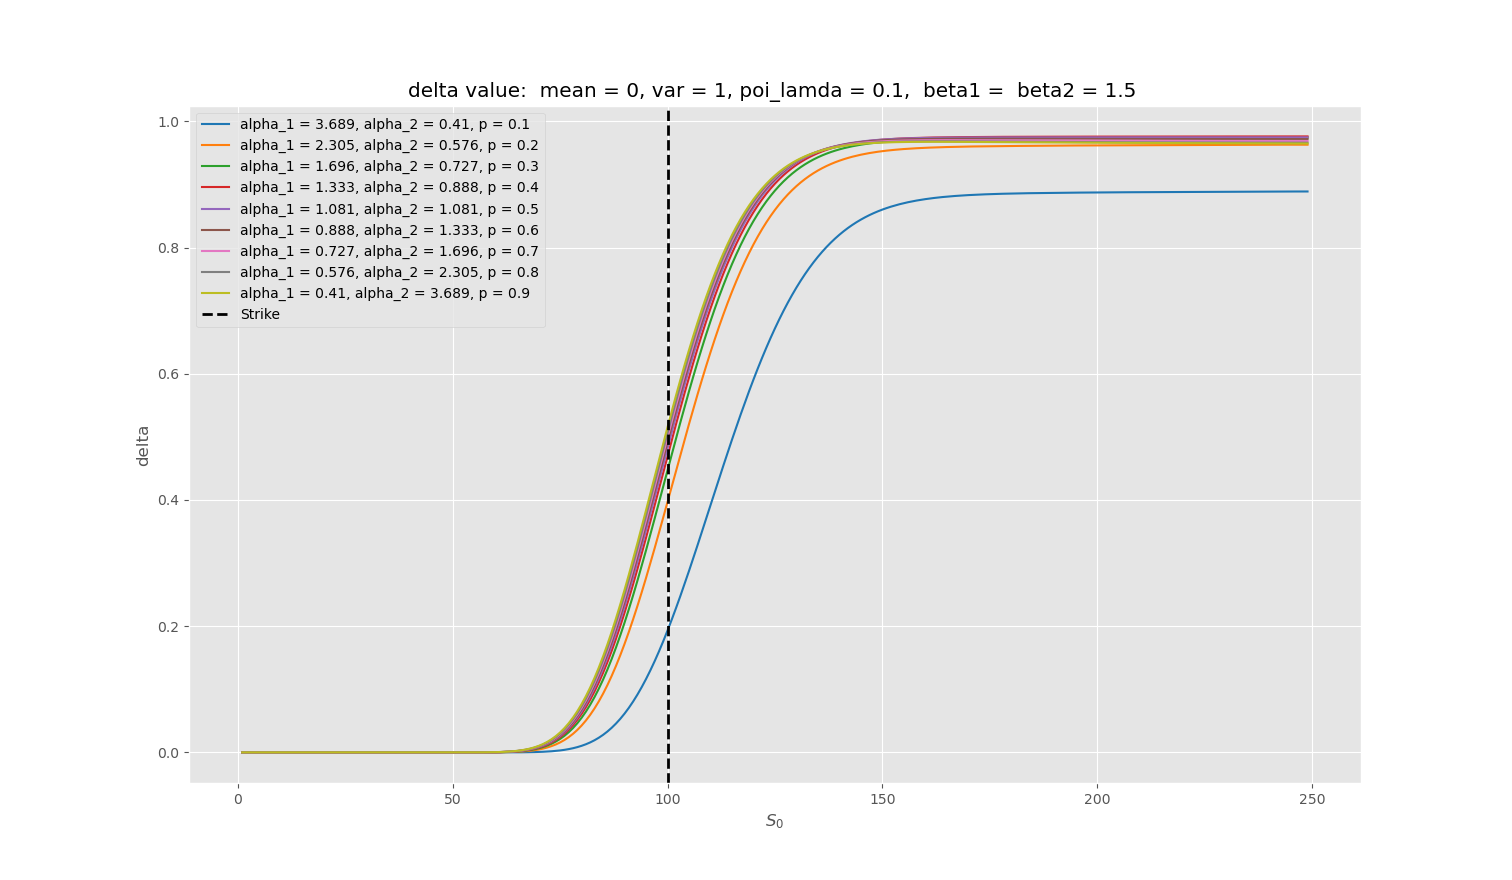 delta value:  mean = 0, var = 1, poi_lamda = 0.1,  beta1 =  beta2 = 1.5
alpha_1 = 3.689, alpha_2 = 0.41, p = 0.1
alpha_1 = 2.305, alpha_2 = 0.576, p = 0.2
alpha_1 = 1.696, alpha_2 = 0.727, p = 0.3
alpha_1 = 1.333, alpha_2 = 0.888, p = 0.4
alpha_1 = 1.081, alpha_2 = 1.081, p = 0.5
alpha_1 = 0.888, alpha_2 = 1.333, p = 0.6
alpha_1 = 0.727, alpha_2 = 1.696, p = 0.7
alpha_1 = 0.576, alpha_2 = 2.305, p = 0.8
alpha_1 = 0.41, alpha_2 = 3.689, p = 0.9
Strike
1.0
0.8
0.6
0.4
0.2
0.0
delta
0 50 100 150 200 250
S_0